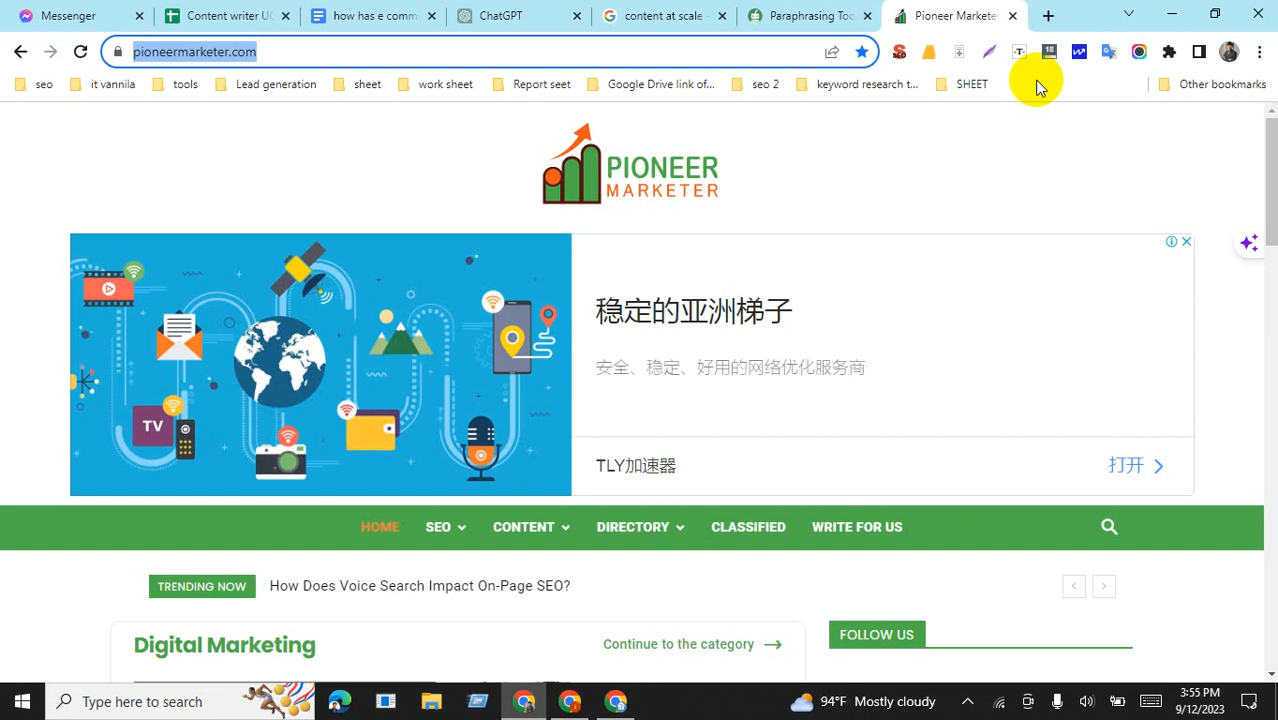 Messenger
Content writer UC
how has e comm
ChatGPT
content at scale -
Paraphrasing Too
Pioneer Markete
pioneermarketer.com
18
seo
it vannila
tools
Lead generation
sheet
work sheet
Report seet
Google Drive link of...
seo 2
keyword research t...
SHEET
Other bookmarks
PIONEER
MARKETER
TV
稳定的亚洲梯子
安全、稳定、好用的网络优化服务商
TLY加速器
打开
HOME
SEO
CONTENT
DIRECTORY
CLASSIFIED
WRITE FOR US
TRENDING NOW
How Does Voice Search Impact On-Page SEO?
Digital Marketing
Continue to the category
FOLLOW US
Type here to search
94°F Mostly cloudy
3:55 PM
9/12/2023